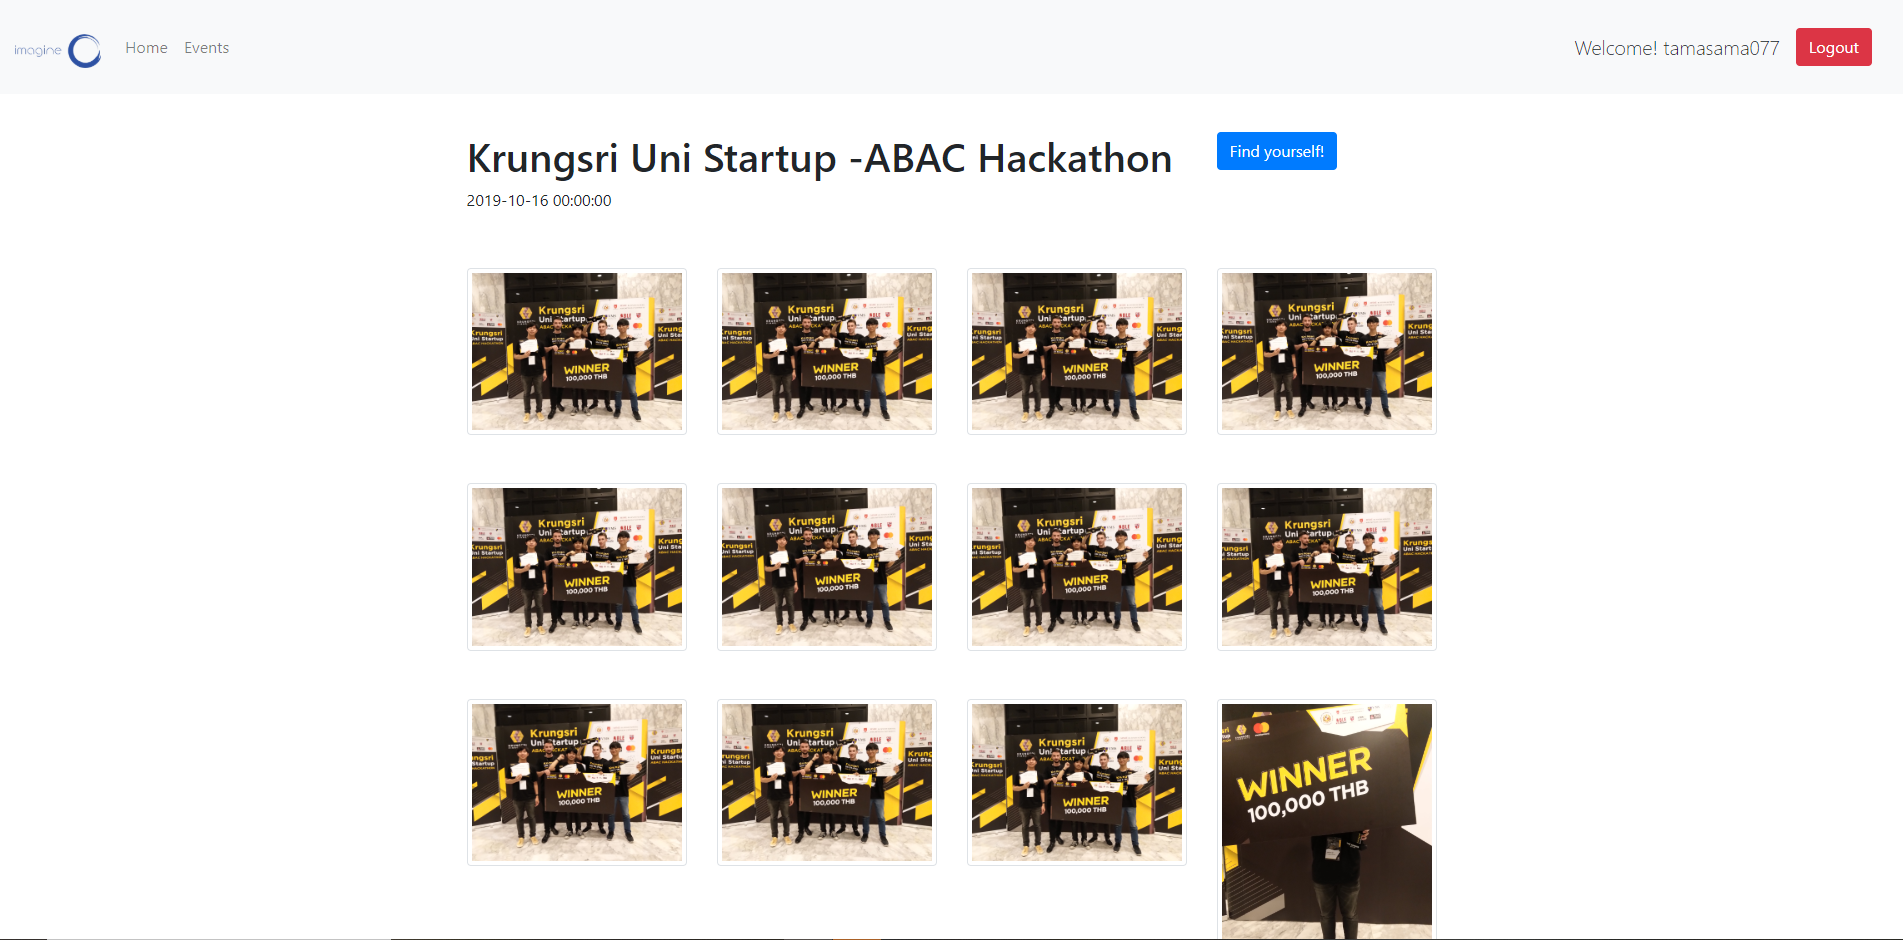 imagine Home Events Welcome! tamasama077 Logout
Krungsri Uni Startup -ABAC Hackathon Find yourself!
2019-10-16 00:00:00
Krungsri
Uni Startup
Krungsri
Uni Startup
ABAC HACKATHON
WINNER
100,000 THB
Krungsri
Uni Startup
WINNER
100,000 THB
Krungsri
Uni Startup
WINNER
100,000 THB
Krungsri
Uni Startup
WINNER
100,000 THB
Krungsri
Uni Startup
WINNER
100,000 THB
Krungsri
Uni Startup
WINNER
100,000 THB
Krungsri
Uni Startup
WINNER
100,000 THB
Krungsri
Uni Startup
WINNER
100,000 THB
Krungsri
Uni Startup
WINNER
100,000 THB
Krungsri
Uni Startup
WINNER
100,000 THB
Krungsri
Uni Startup
WINNER
100,000 THB
WINNER
100,000 THB